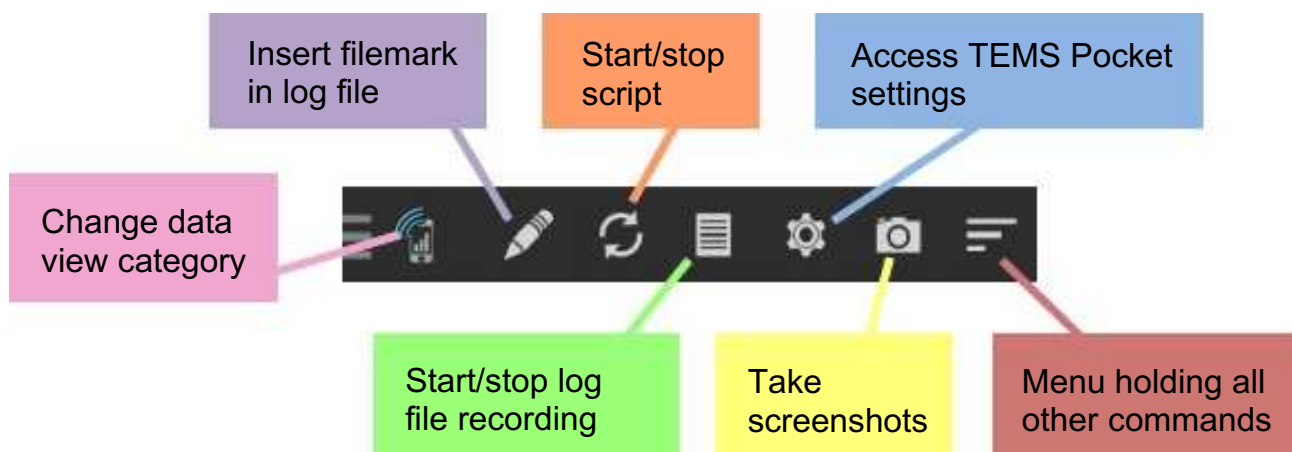 Insert filemark
in log file
Start/stop
script
Access TEMS Pocket
settings
Change data
view category
Start/stop log
file recording
Take
screenshots
Menu holding all
other commands